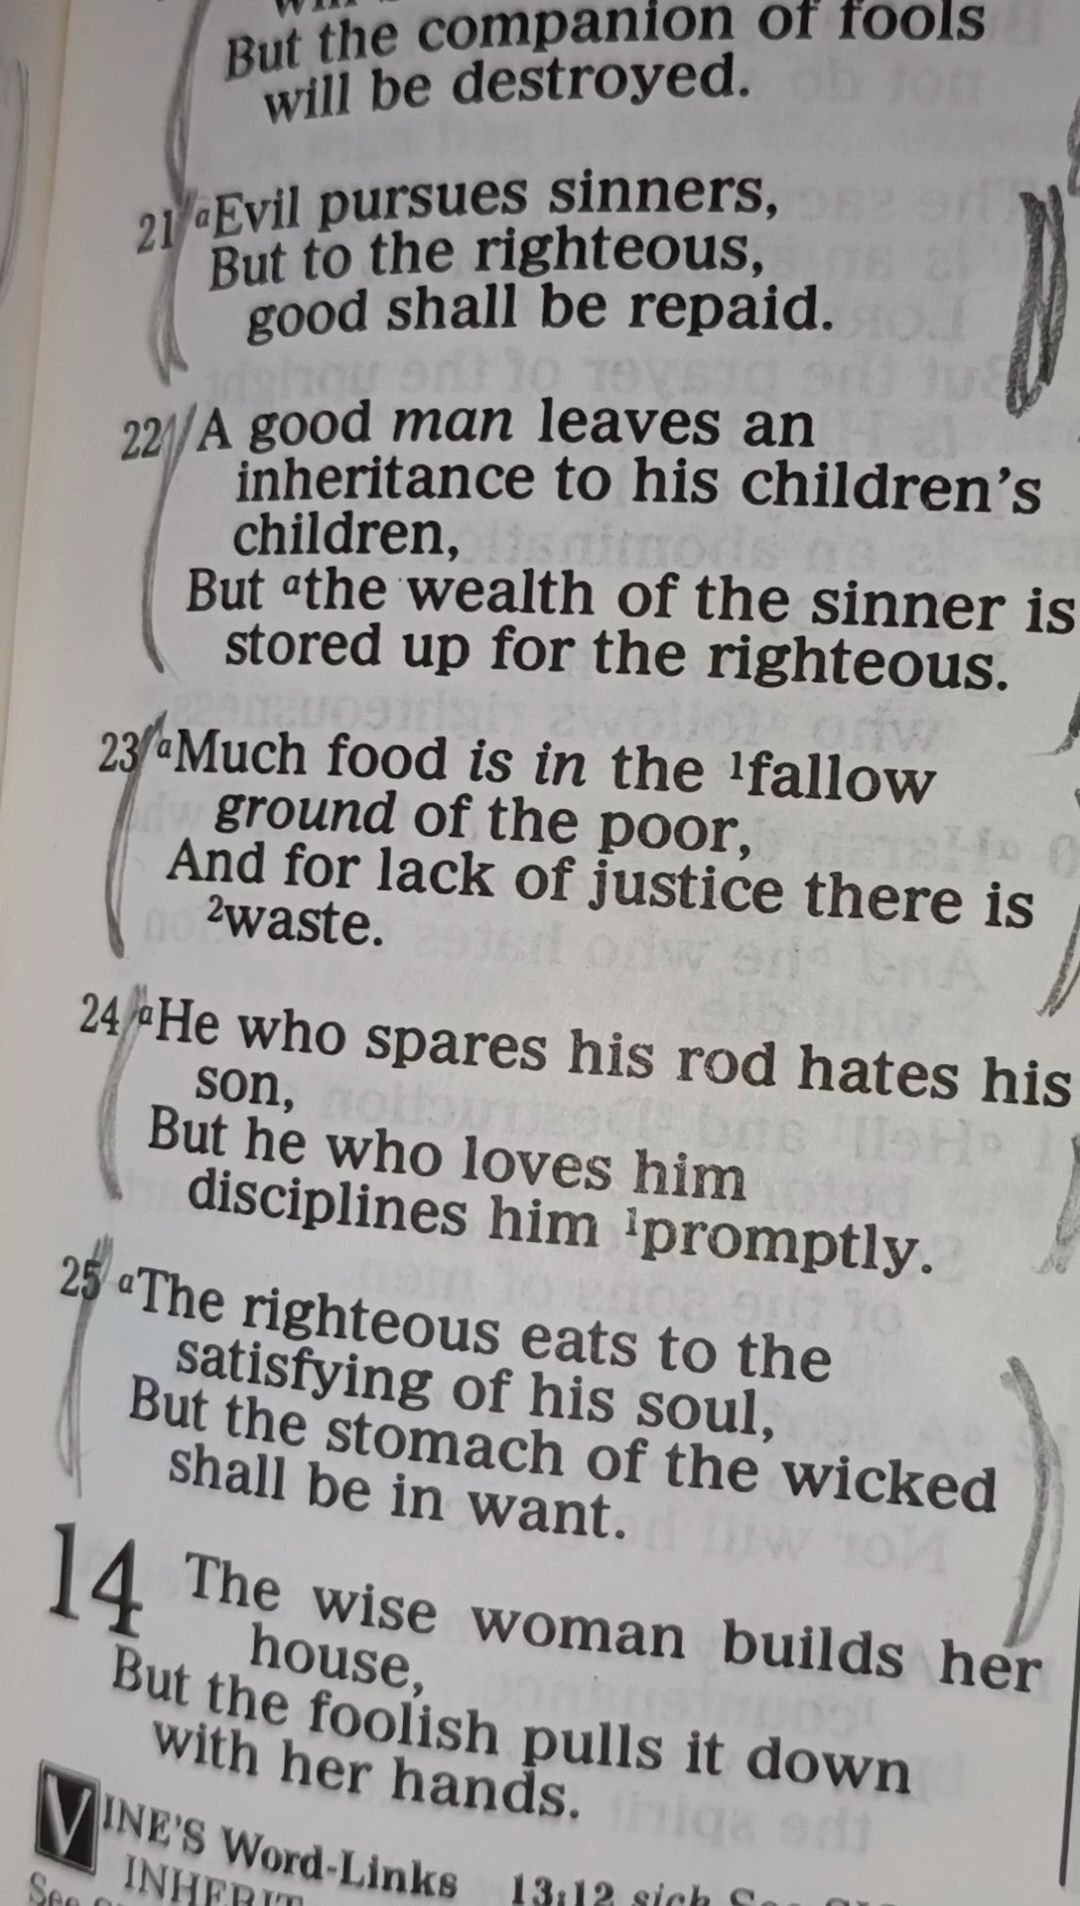 But the companion of fools
will be destroyed.
21 ᵃEvil pursues sinners,
But to the righteous,
good shall be repaid.
22 A good man leaves an
inheritance to his children's
children,
But ᵃthe wealth of the sinner is
stored up for the righteous.
23 ᵃMuch food is in the ¹fallow
ground of the poor,
And for lack of justice there is
²waste.
24 ᵃHe who spares his rod hates his
son,
But he who loves him
disciplines him ¹promptly.
25 ᵃThe righteous eats to the
satisfying of his soul,
But the stomach of the wicked
shall be in want.
14 The wise woman builds her
house,
But the foolish pulls it down
with her hands.
VINE'S Word-Links 13:12 sick See
INHERIT
See